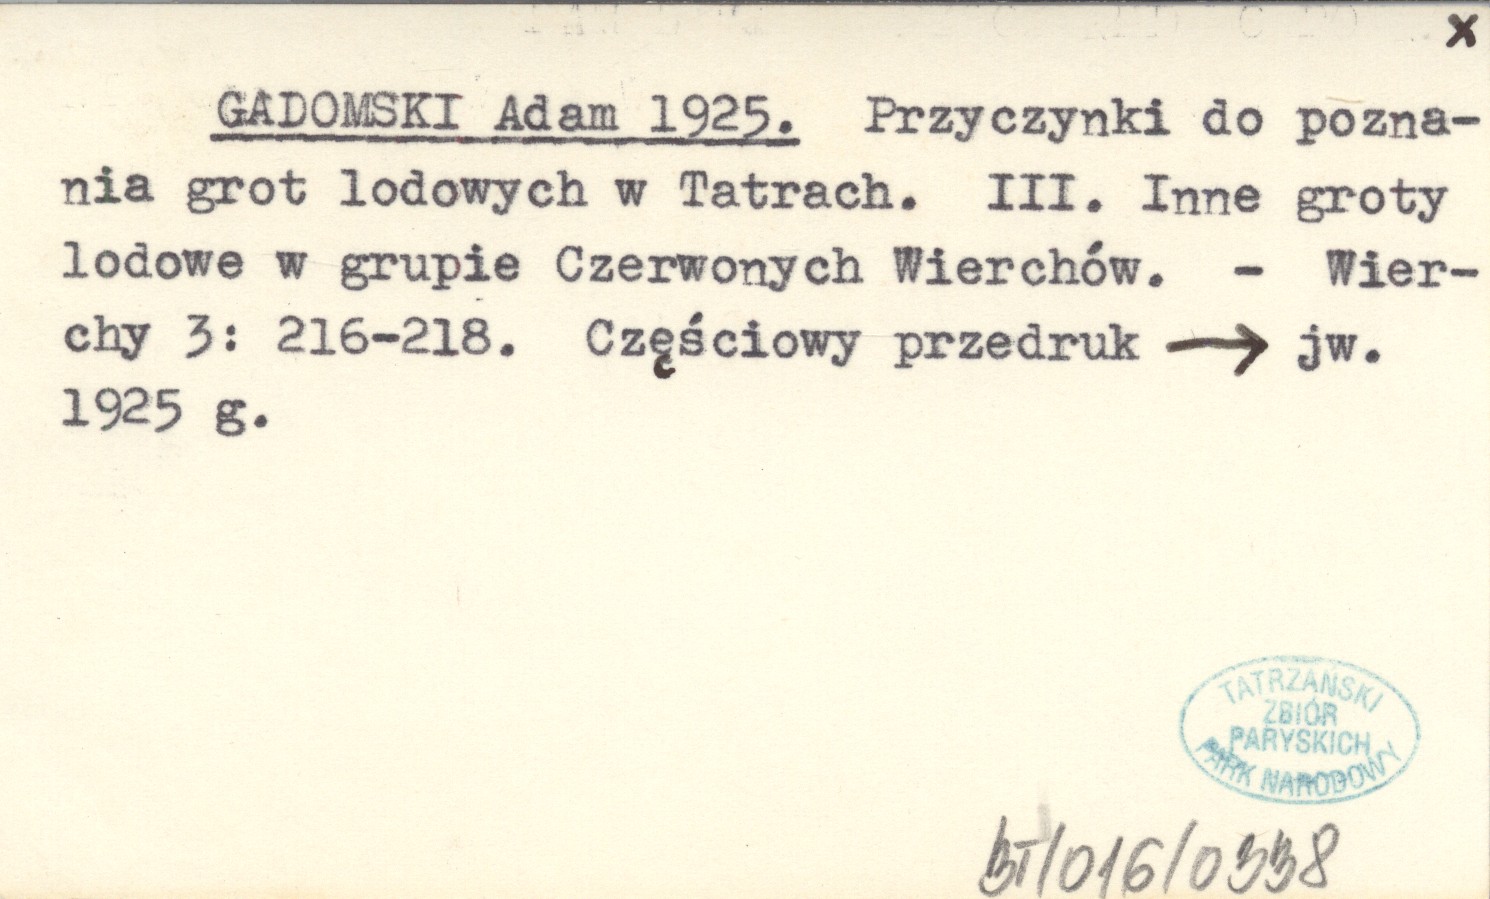 x
GADOMSKI Adam 1925. Przyczynki do pozna-
nia grot lodowych w Tatrach. III. Inne groty
lodowe w grupie Czerwonych Wierchów. - Wier-
chy 3: 216-218. Częściowy przedruk → jw.
1925 g.
TATRZAŃSKI
ZBIÓR
PARYSKICH
PARK NARODOWY
BT/016/0338